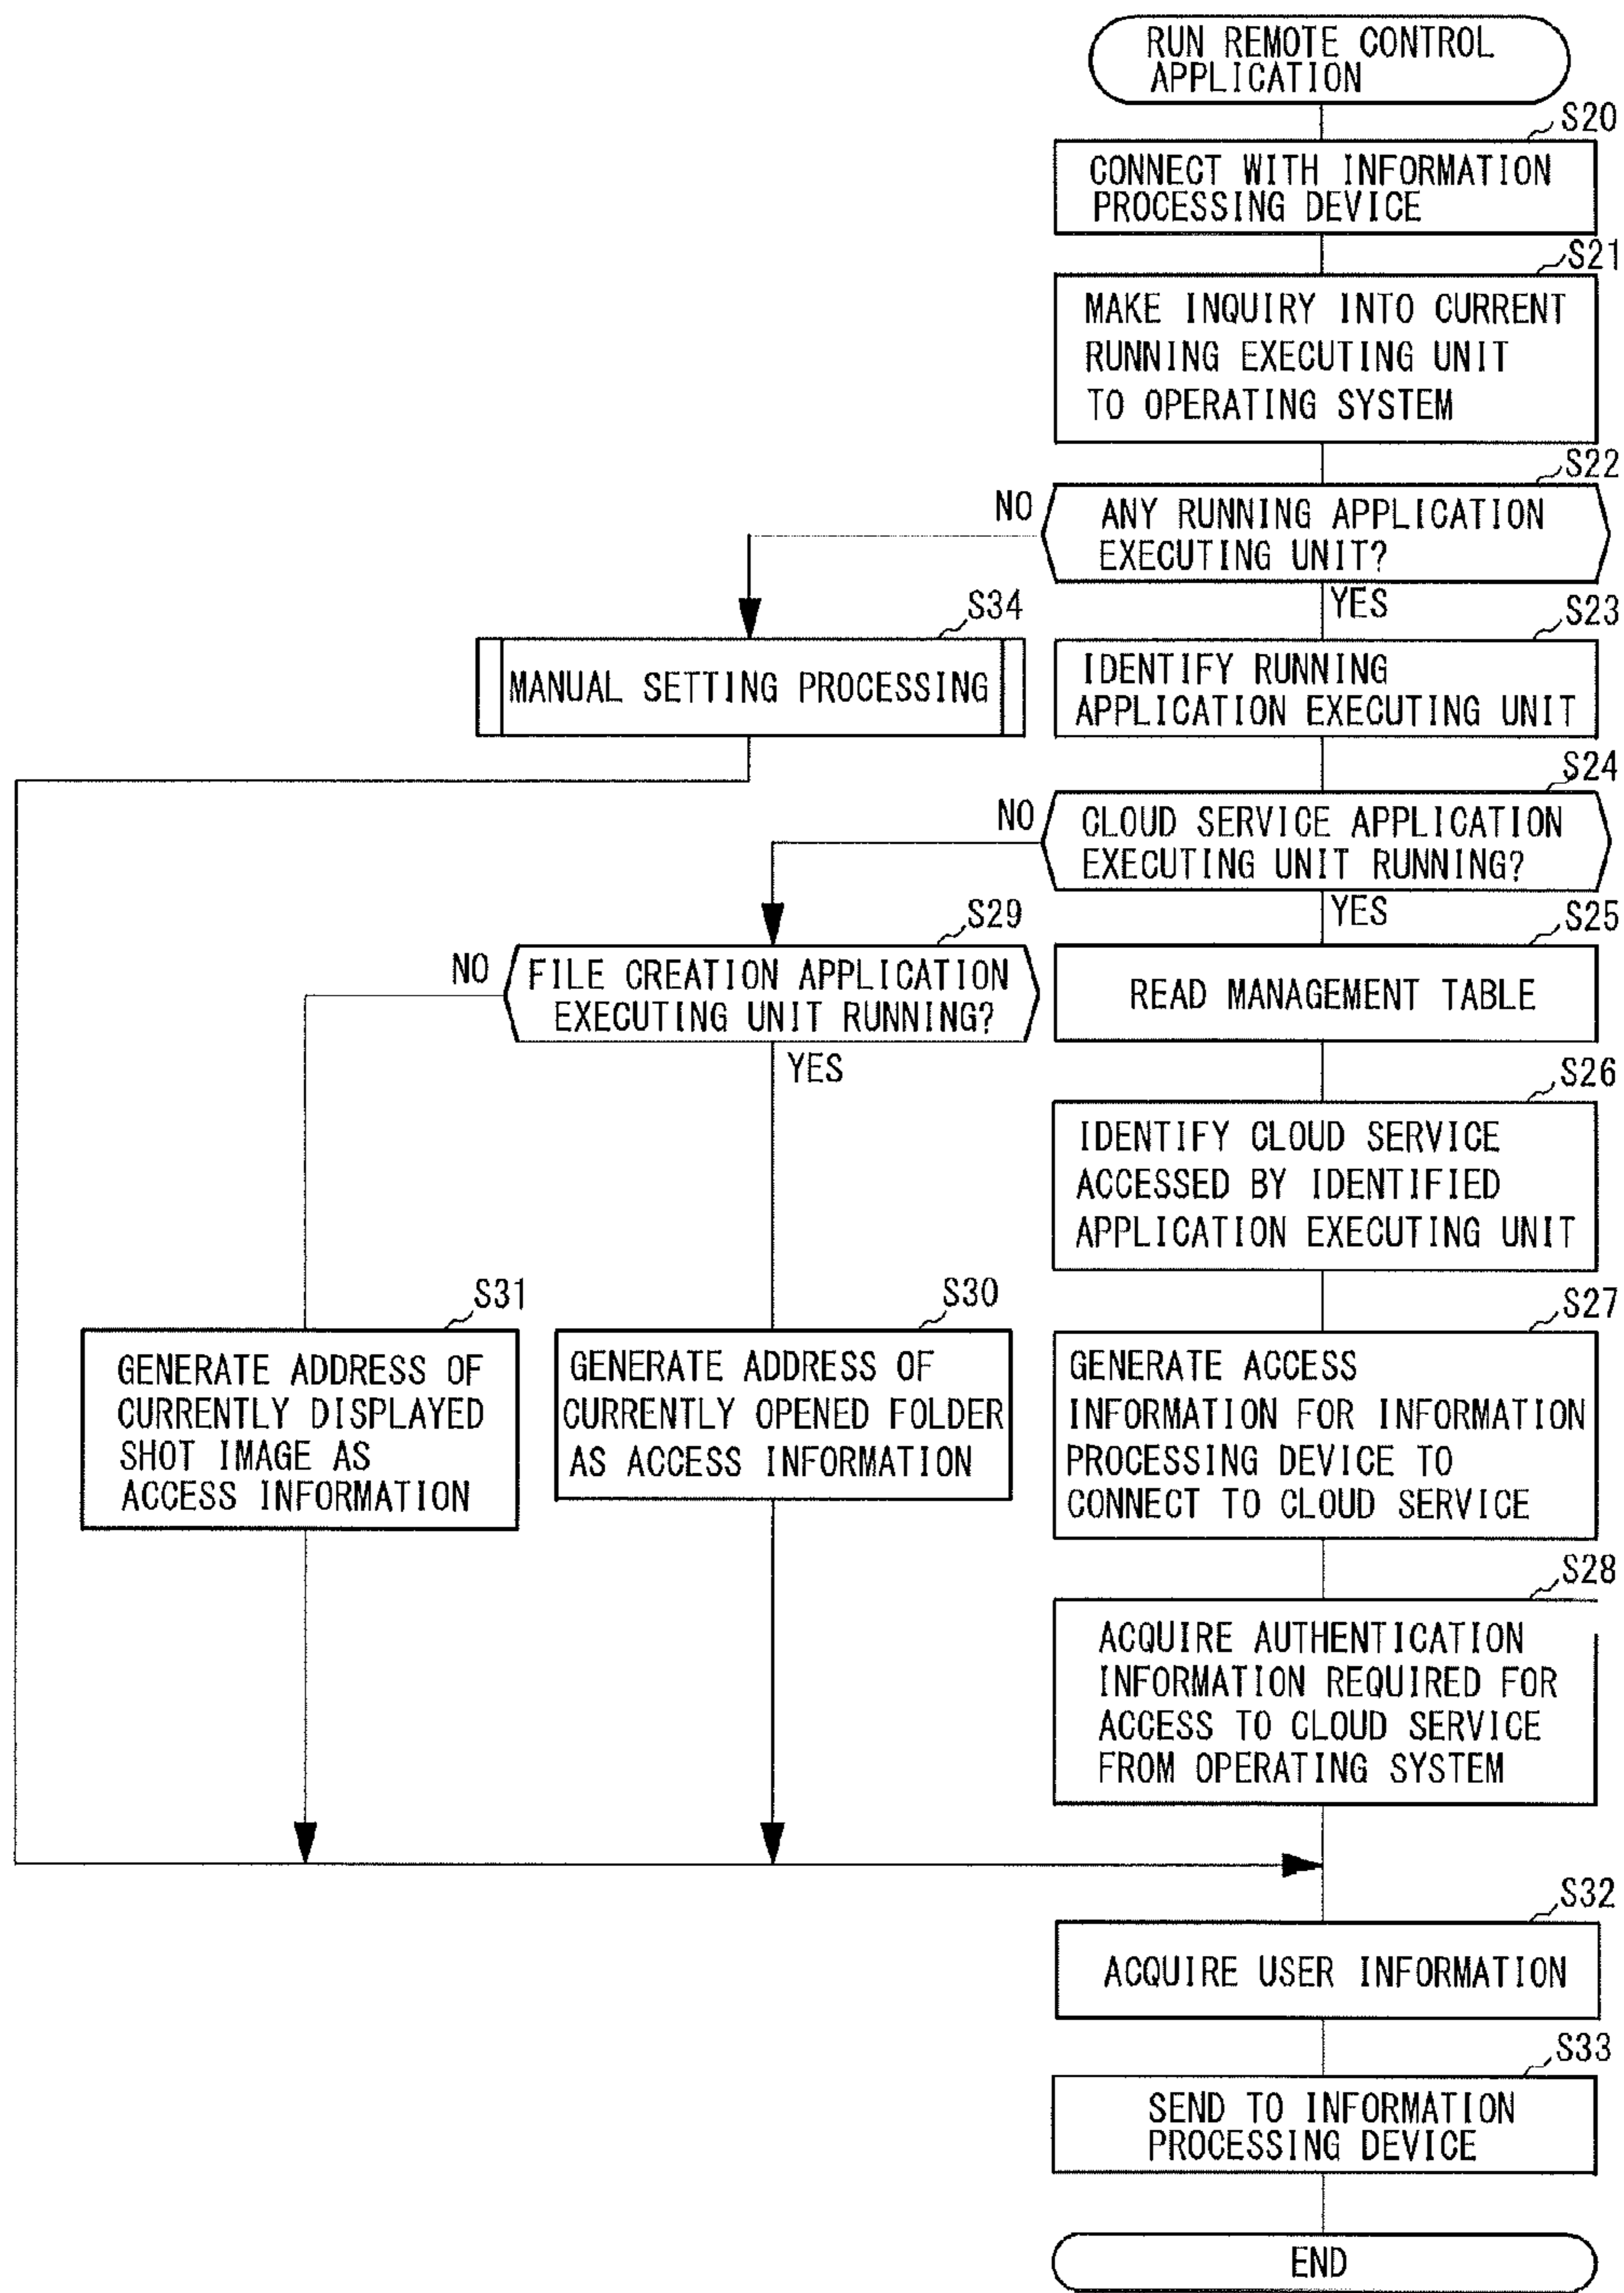 RUN REMOTE CONTROL
APPLICATION
S20
CONNECT WITH INFORMATION
PROCESSING DEVICE
S21
MAKE INQUIRY INTO CURRENT
RUNNING EXECUTING UNIT
TO OPERATING SYSTEM
S22
NO
ANY RUNNING APPLICATION
EXECUTING UNIT?
YES
S34
MANUAL SETTING PROCESSING
S23
IDENTIFY RUNNING
APPLICATION EXECUTING UNIT
S24
NO
CLOUD SERVICE APPLICATION
EXECUTING UNIT RUNNING?
YES
S29
NO
FILE CREATION APPLICATION
EXECUTING UNIT RUNNING?
YES
S25
READ MANAGEMENT TABLE
S26
IDENTIFY CLOUD SERVICE
ACCESSED BY IDENTIFIED
APPLICATION EXECUTING UNIT
S31
GENERATE ADDRESS OF
CURRENTLY DISPLAYED
SHOT IMAGE AS
ACCESS INFORMATION
S30
GENERATE ADDRESS OF
CURRENTLY OPENED FOLDER
AS ACCESS INFORMATION
S27
GENERATE ACCESS
INFORMATION FOR INFORMATION
PROCESSING DEVICE TO
CONNECT TO CLOUD SERVICE
S28
ACQUIRE AUTHENTICATION
INFORMATION REQUIRED FOR
ACCESS TO CLOUD SERVICE
FROM OPERATING SYSTEM
S32
ACQUIRE USER INFORMATION
S33
SEND TO INFORMATION
PROCESSING DEVICE
END